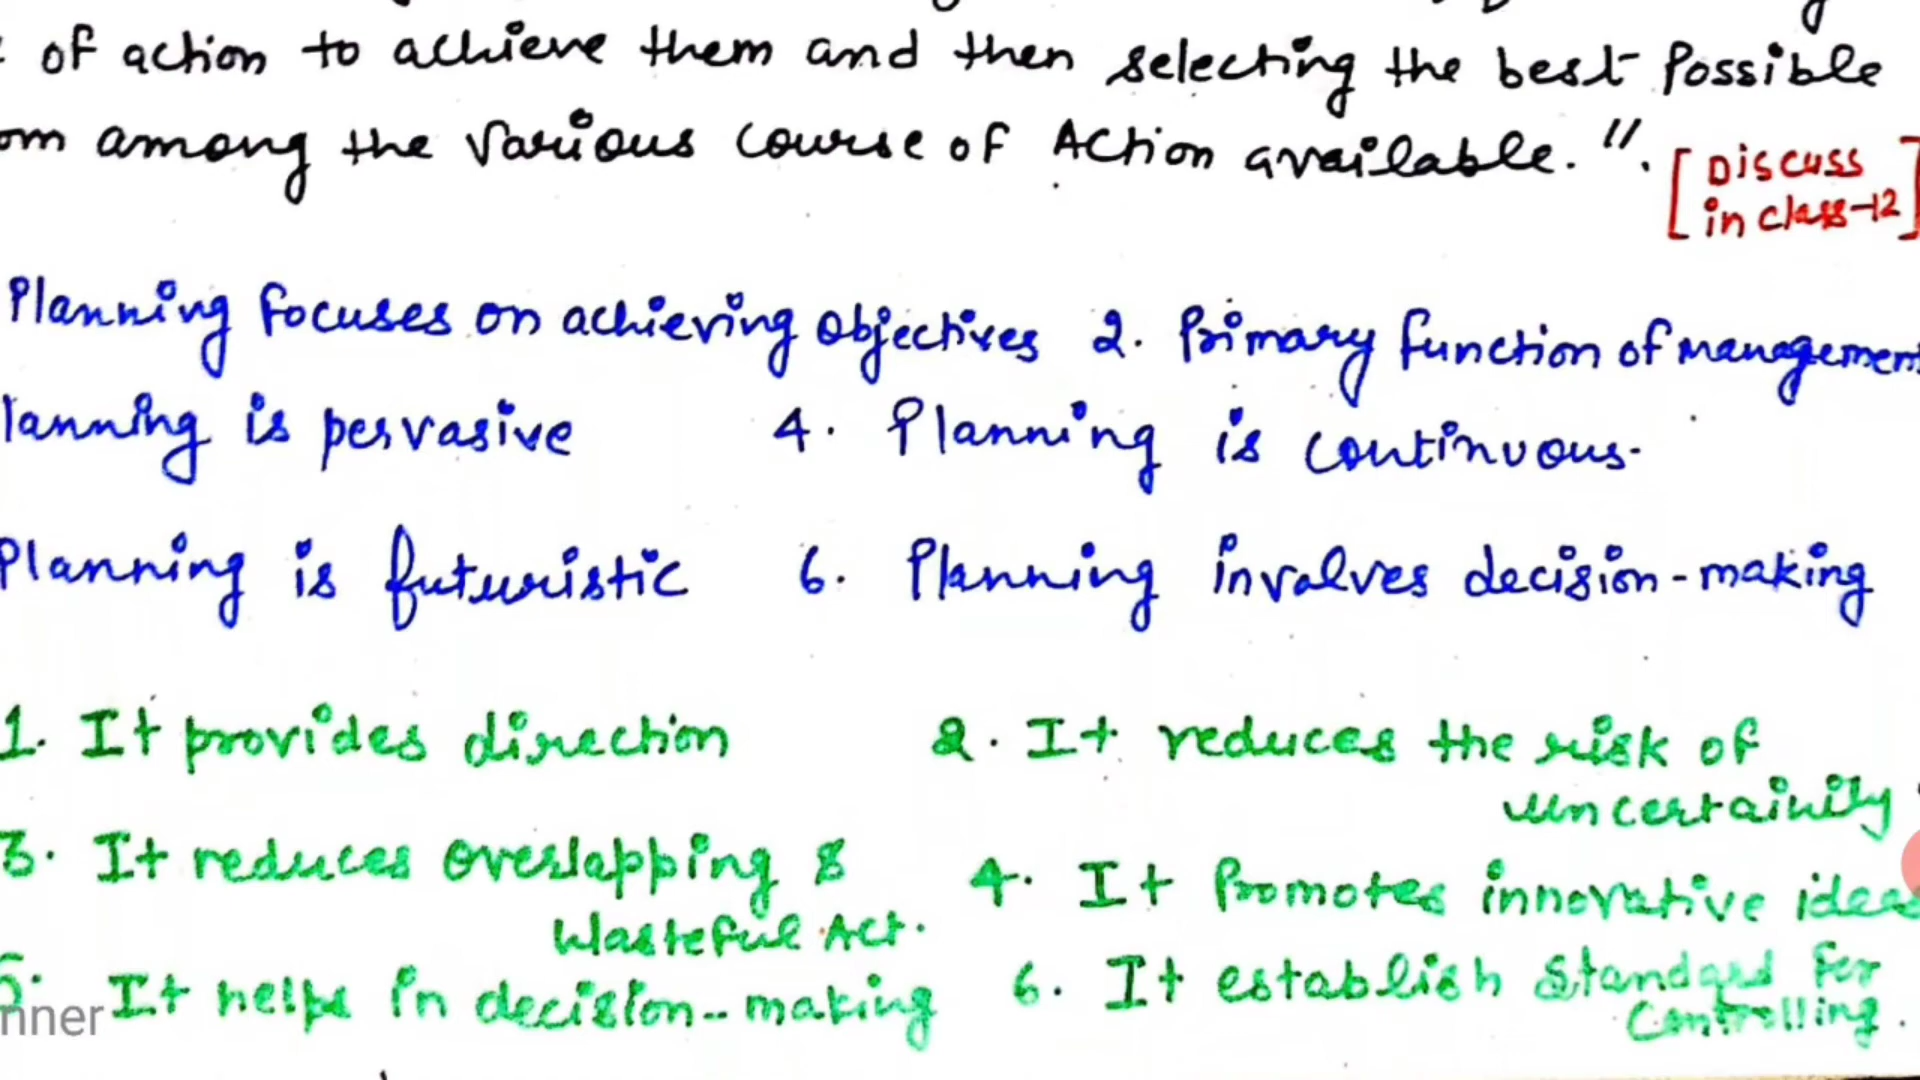 of action to achieve them and then selecting the best Possible
om among the various course of Action available.".
[Discuss
in class-12]
Planning focuses on achieving objectives 2. Primary function of management
lanning is pervasive 4. Planning is continuous.
Planning is futuristic 6. Planning involves decision-making
1. It provides direction 2. It reduces the risk of
uncertainity
3. It reduces overlapping &
Wasteful Act.
4. It Promotes innovative ideas
5. It helps in decision-making 6. It establish Standard for
Controlling.
nner